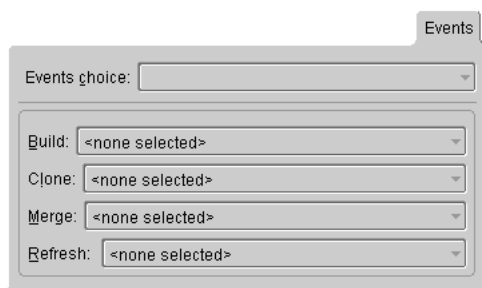 Events
Events choice:
Build: <none selected>
Clone: <none selected>
Merge: <none selected>
Refresh: <none selected>